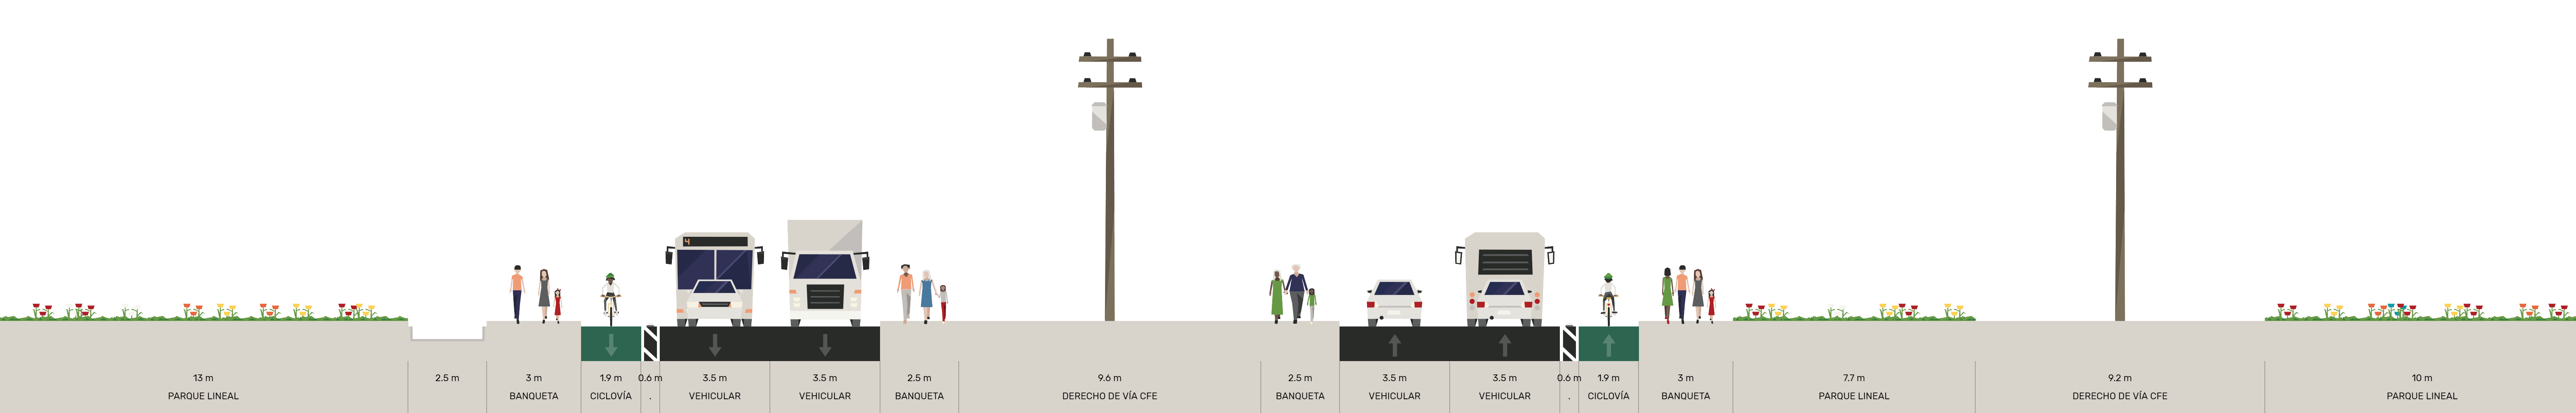 4
13 m
2.5 m
3 m
1.9 m
0.6 m
3.5 m
3.5 m
2.5 m
9.6 m
2.5 m
3.5 m
3.5 m
0.6 m
1.9 m
3 m
7.7 m
9.2 m
10 m
PARQUE LINEAL
BANQUETA
CICLOVÍA
.
VEHICULAR
VEHICULAR
BANQUETA
DERECHO DE VÍA CFE
BANQUETA
VEHICULAR
VEHICULAR
.
CICLOVÍA
BANQUETA
PARQUE LINEAL
DERECHO DE VÍA CFE
PARQUE LINEAL